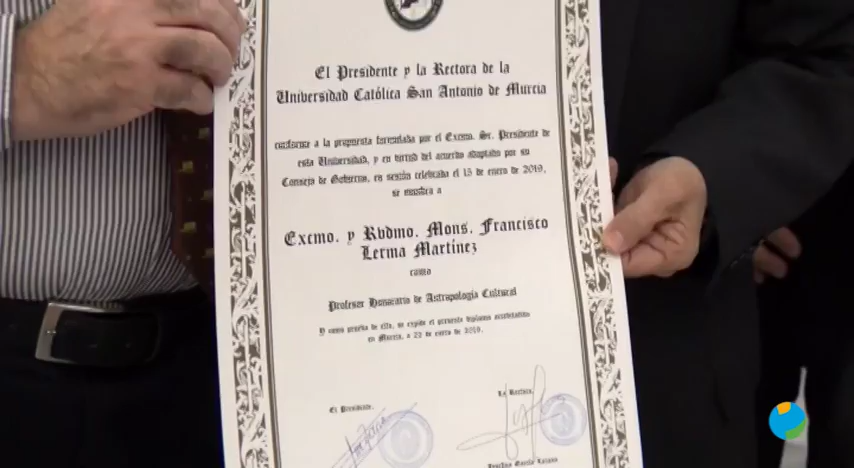 El Presidente y la Rectora de la
Universidad Católica San Antonio de Murcia
conforme a la propuesta formulada por el Excmo. Sr. Presidente de
esta Universidad, y en virtud del acuerdo adoptado por su
Consejo de Gobierno, en sesión celebrada el 15 de enero de 2019,
se nombra a
Excmo. y Rvdmo. Mons. Francisco
Lerma Martínez
como
Profesor Honorario de Antropología Cultural
Y como prueba de ello, se expide el presente diploma acreditativo
en Murcia, a 22 de enero de 2019.
El Presidente,
La Rectora,
Josefina García Lozano